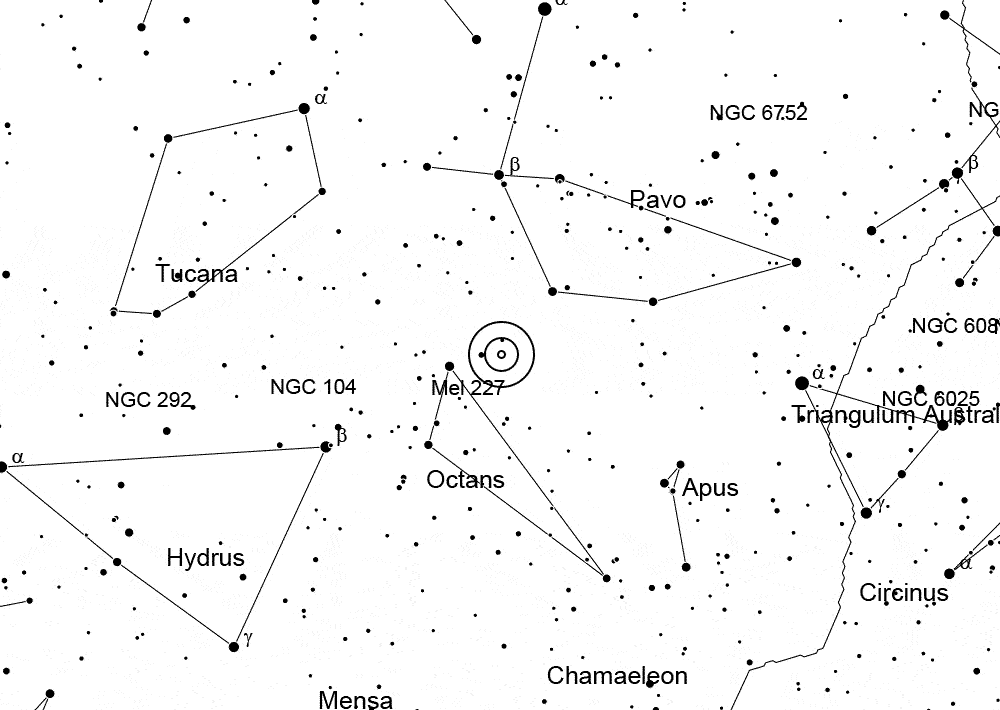 α
α
NGC 6752
NG
β
β
Pavo
Tucana
NGC 608
NGC 104
Mel 227
α
NGC 292
NGC 6025
Triangulum Austral
β
β
α
Octans
Apus
γ
Hydrus
α
Circinus
γ
Chamaeleon
Mensa